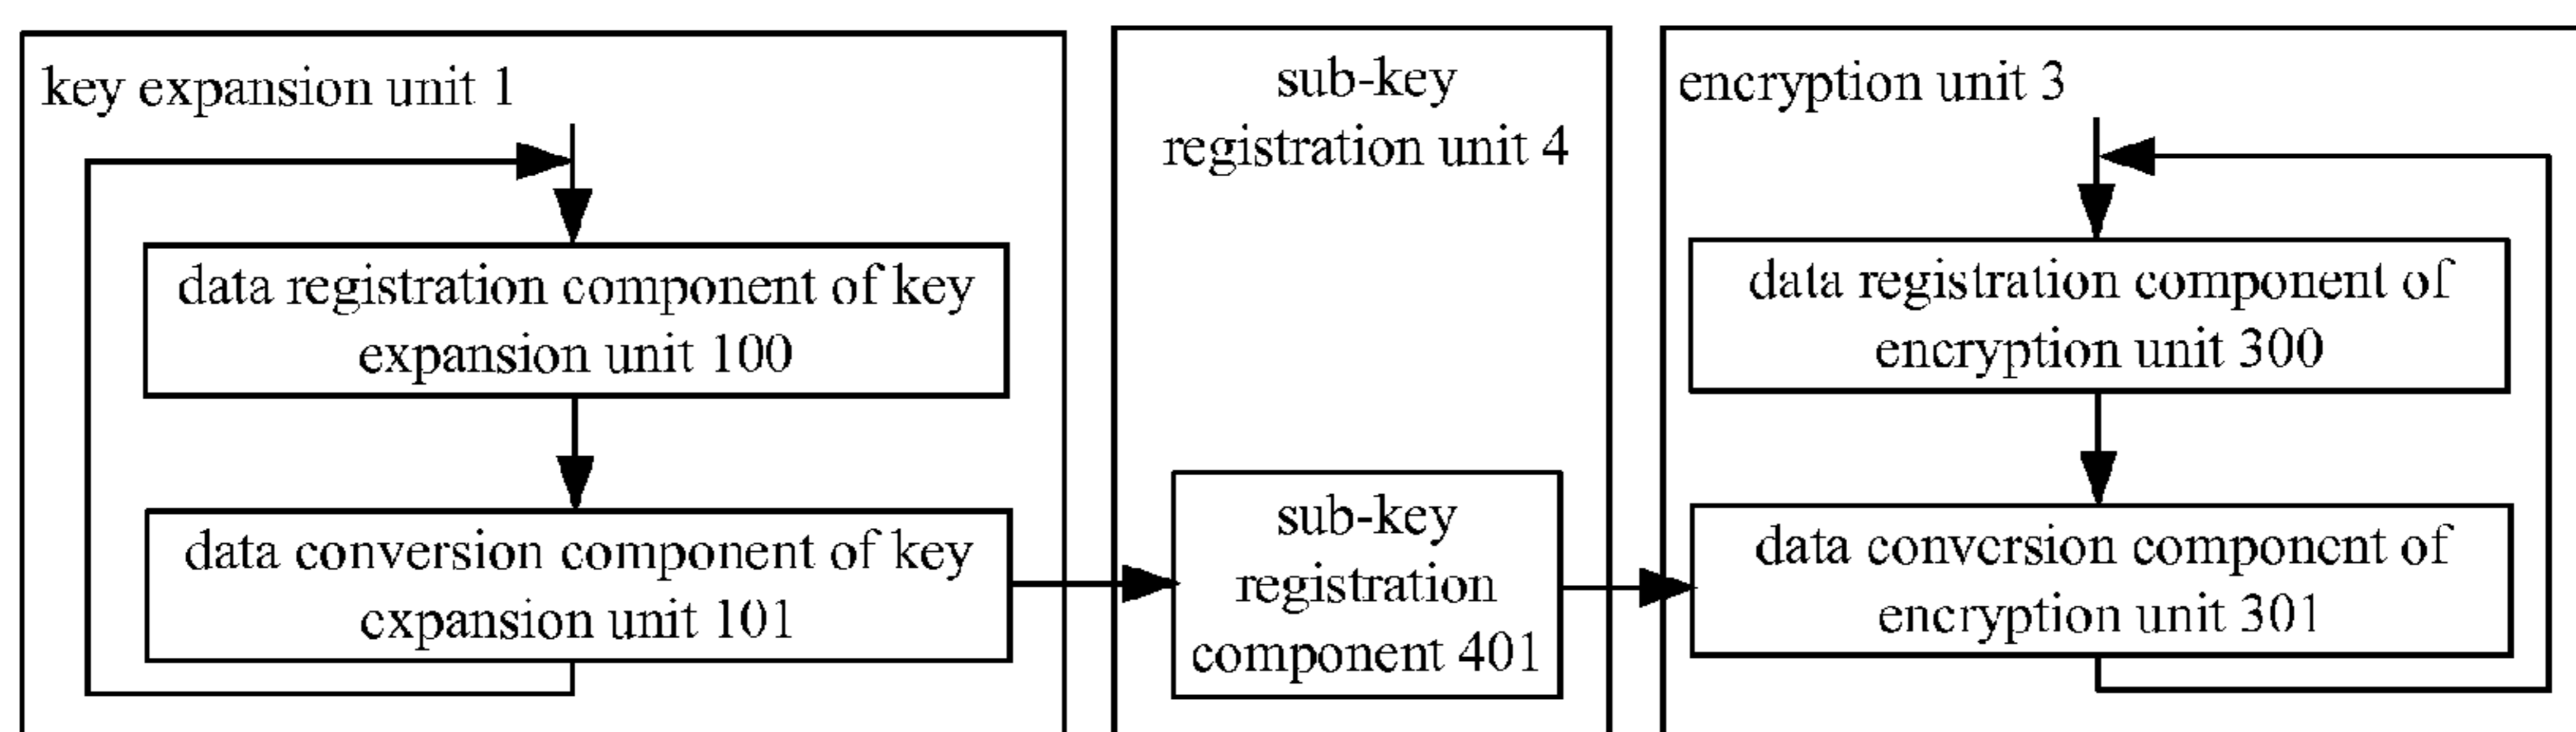 key expansion unit 1
data registration component of key
expansion unit 100
data conversion component of key
expansion unit 101
sub-key
registration unit 4
sub-key
registration
component 401
encryption unit 3
data registration component of
encryption unit 300
data conversion component of
encryption unit 301